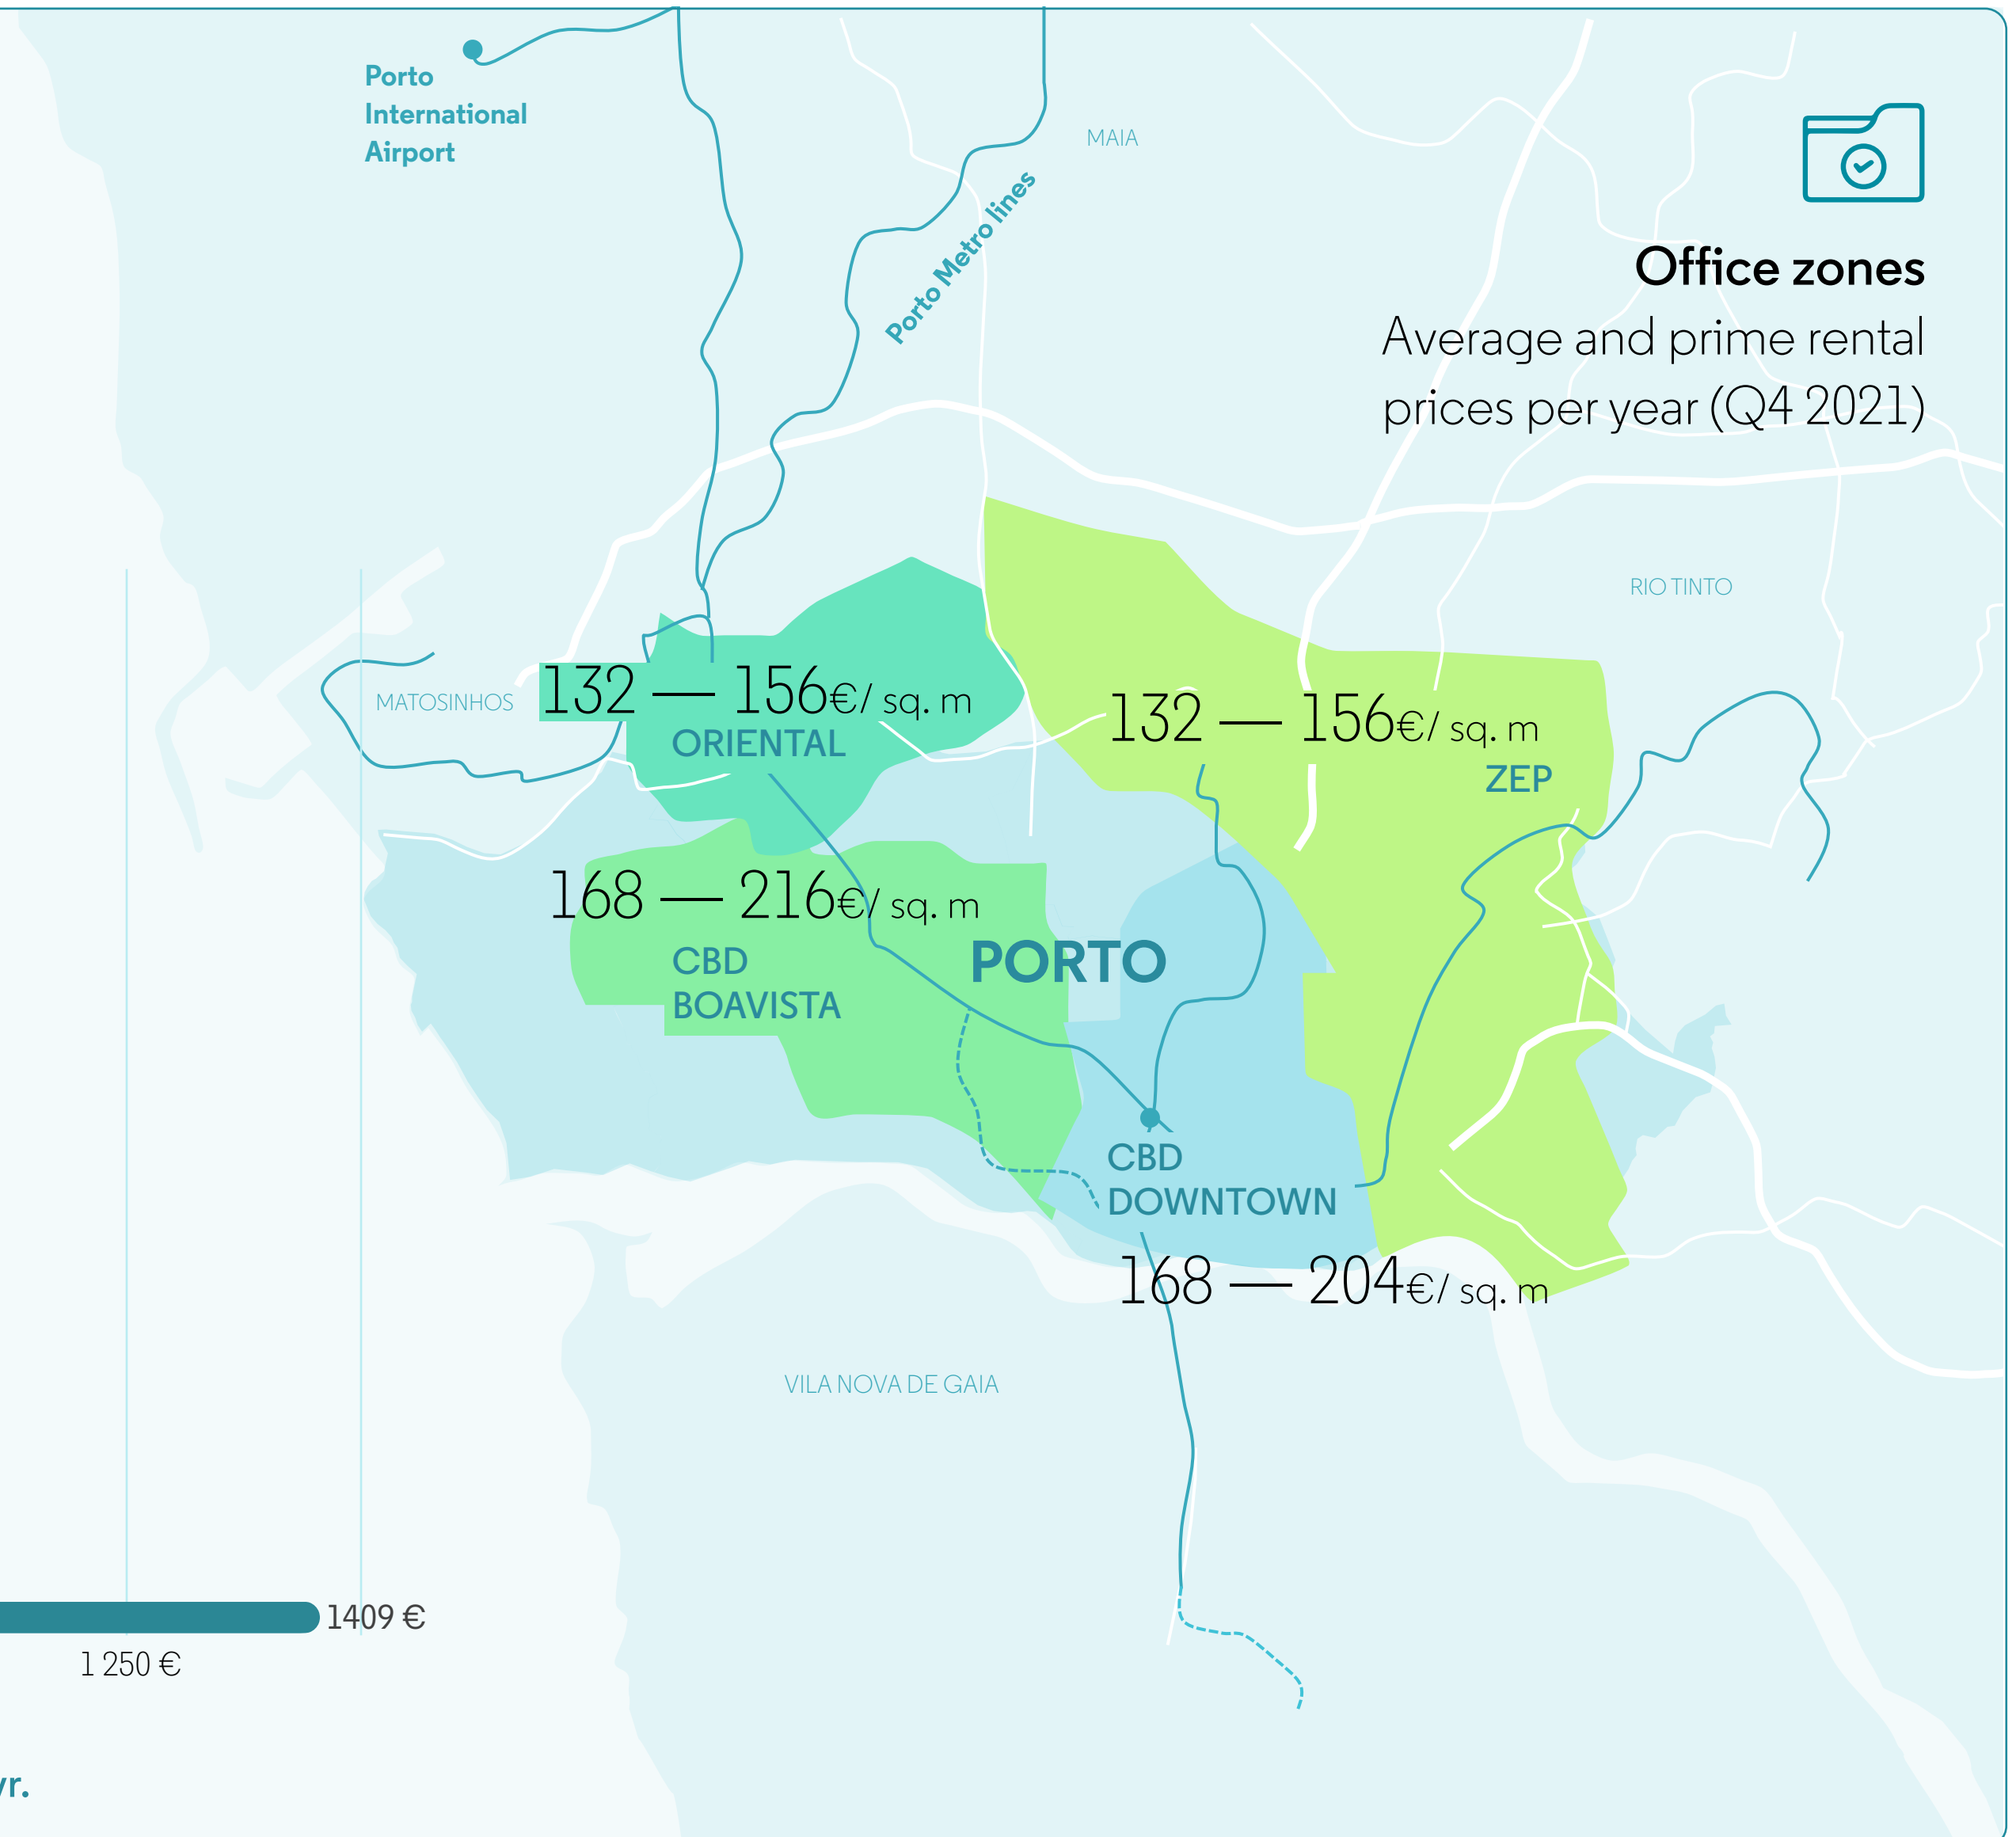 Porto
International
Airport
MAIA
Porto Metro lines
Office zones
Average and prime rental
prices per year (Q4 2021)
RIO TINTO
MATOSINHOS
132 — 156€/ sq. m
ORIENTAL
132 — 156€/ sq. m
ZEP
168 — 216€/ sq. m
CBD
BOAVISTA
PORTO
CBD
DOWNTOWN
168 — 204€/ sq. m
VILA NOVA DE GAIA
1409 €
1 250 €
yr.